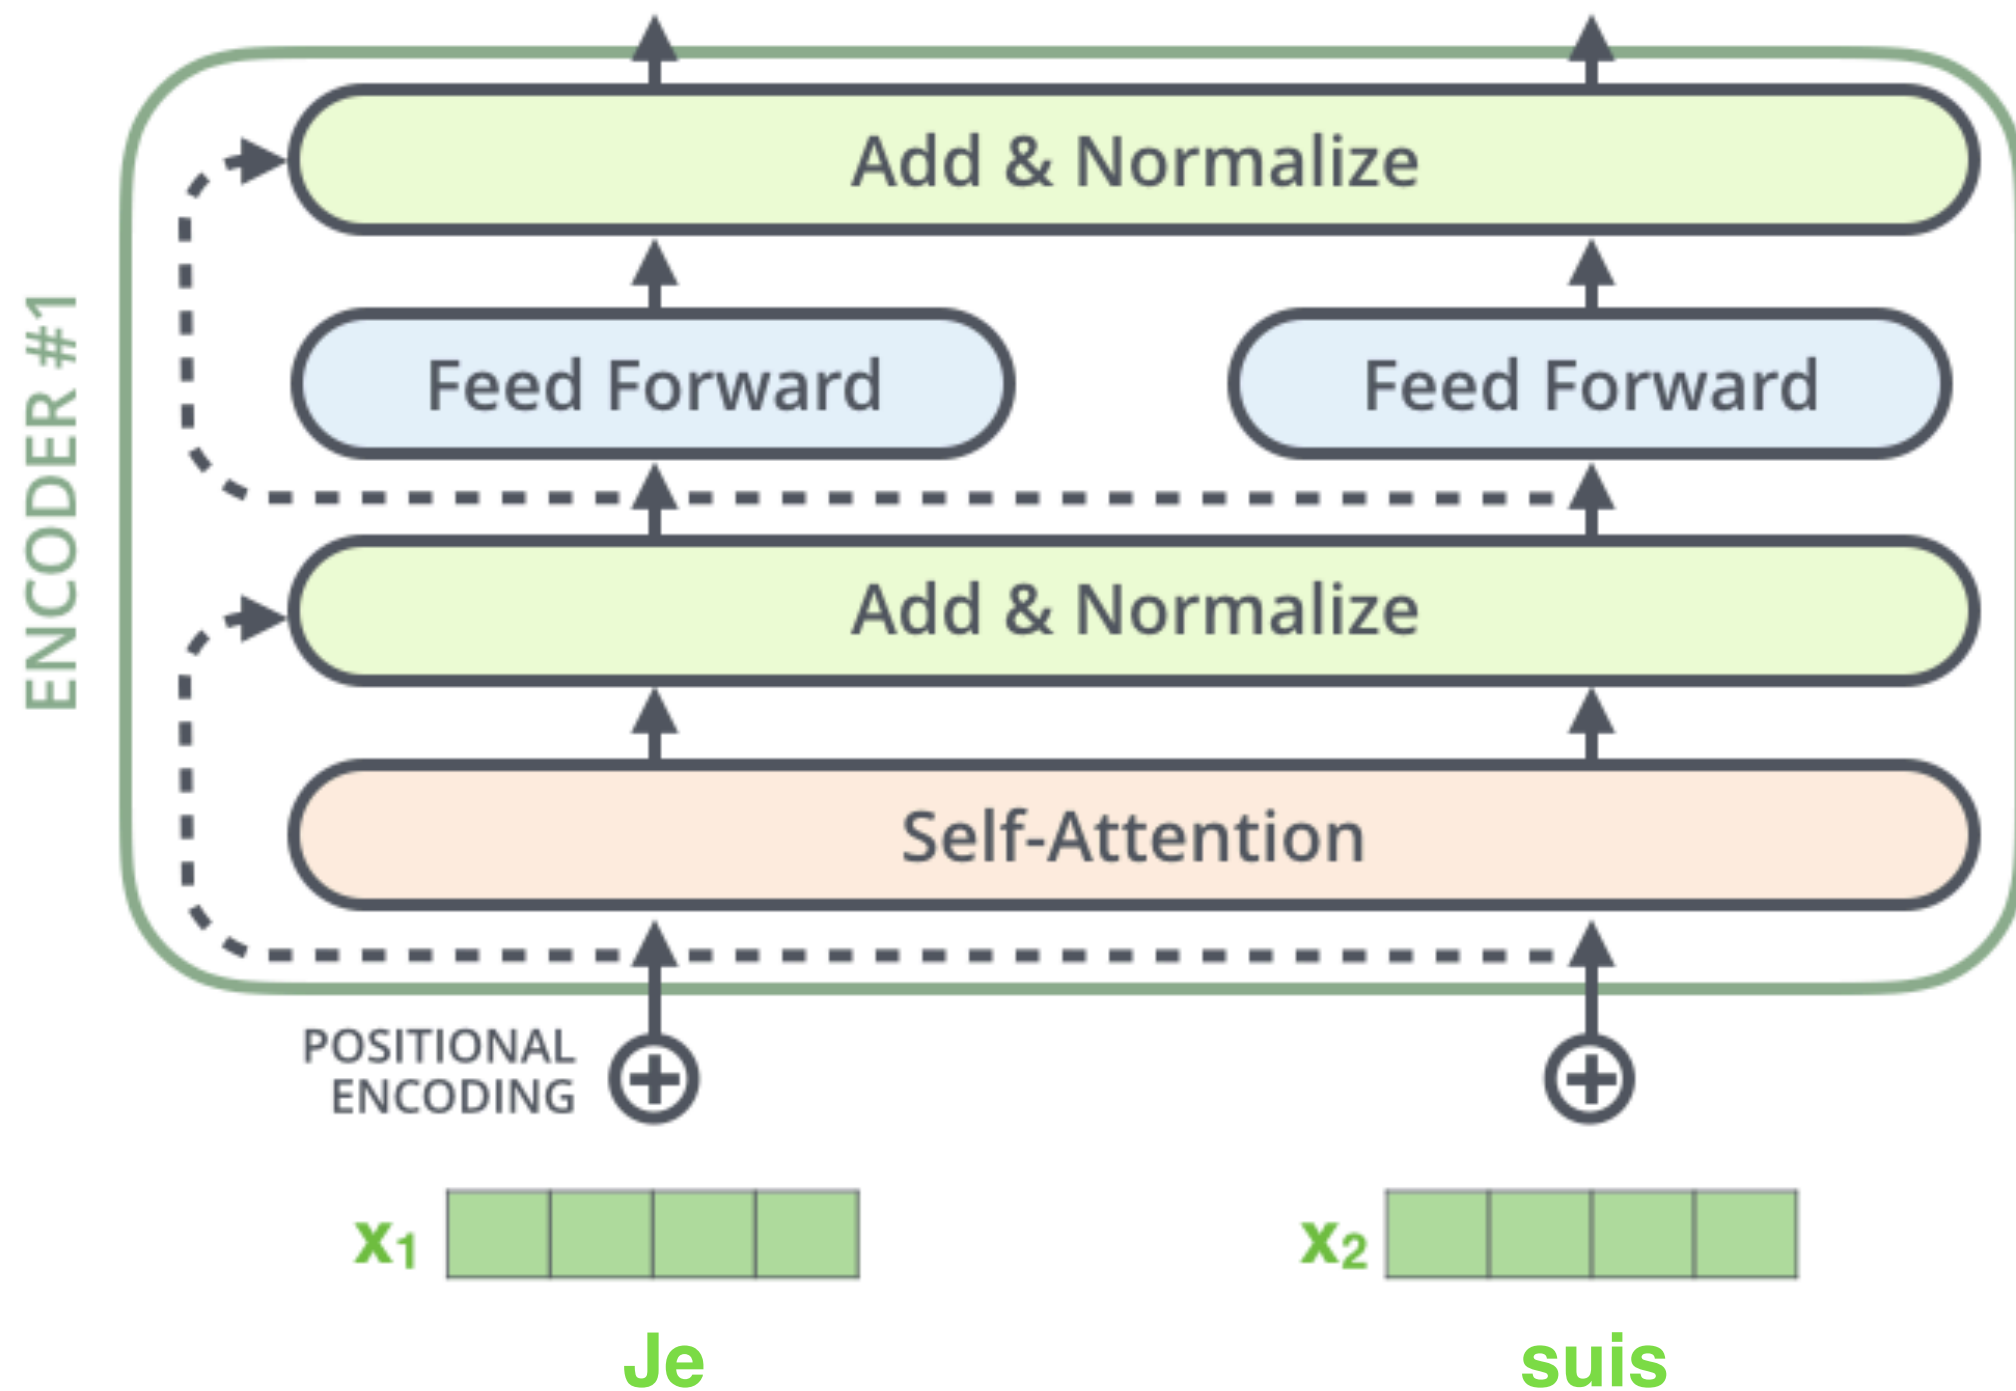 Add & Normalize
Feed Forward Feed Forward
ENCODER #1
Add & Normalize
Self-Attention
POSITIONAL
ENCODING
x₁ x₂
Je suis